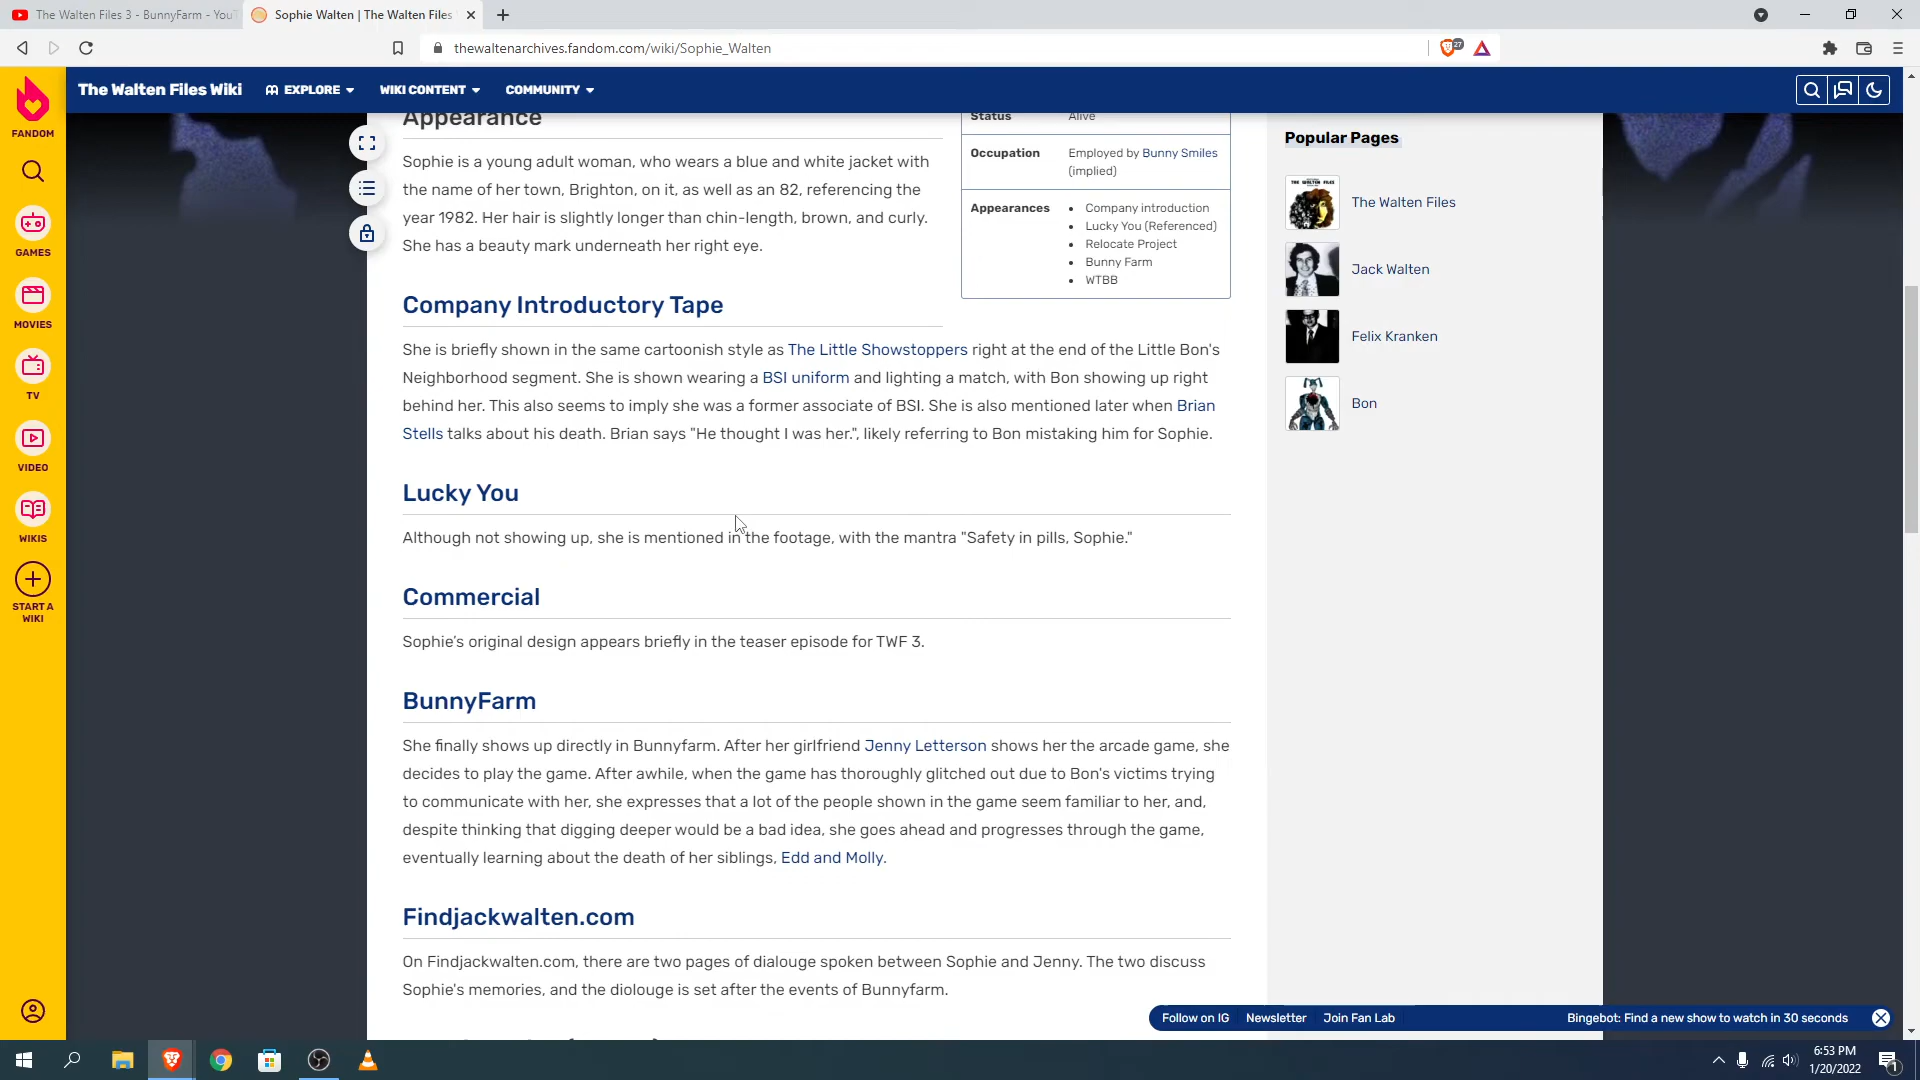 The Walten Files 3 - BunnyFarm - YouT
Sophie Walten | The Walten Files
thewaltenarchives.fandom.com/wiki/Sophie_Walten
27
FANDOM
GAMES
MOVIES
TV
VIDEO
WIKIS
START A
WIKI
The Walten Files Wiki
EXPLORE
WIKI CONTENT
COMMUNITY
Appearance
Sophie is a young adult woman, who wears a blue and white jacket with
the name of her town, Brighton, on it, as well as an 82, referencing the
year 1982. Her hair is slightly longer than chin-length, brown, and curly.
She has a beauty mark underneath her right eye.
Status Alive
Occupation Employed by Bunny Smiles
(implied)
Appearances • Company introduction
• Lucky You (Referenced)
• Relocate Project
• Bunny Farm
• WTBB
Company Introductory Tape
She is briefly shown in the same cartoonish style as The Little Showstoppers right at the end of the Little Bon's
Neighborhood segment. She is shown wearing a BSI uniform and lighting a match, with Bon showing up right
behind her. This also seems to imply she was a former associate of BSI. She is also mentioned later when Brian
Stells talks about his death. Brian says "He thought I was her.", likely referring to Bon mistaking him for Sophie.
Lucky You
Although not showing up, she is mentioned in the footage, with the mantra "Safety in pills, Sophie."
Commercial
Sophie's original design appears briefly in the teaser episode for TWF 3.
BunnyFarm
She finally shows up directly in Bunnyfarm. After her girlfriend Jenny Letterson shows her the arcade game, she
decides to play the game. After awhile, when the game has thoroughly glitched out due to Bon's victims trying
to communicate with her, she expresses that a lot of the people shown in the game seem familiar to her, and,
despite thinking that digging deeper would be a bad idea, she goes ahead and progresses through the game,
eventually learning about the death of her siblings, Edd and Molly.
Findjackwalten.com
On Findjackwalten.com, there are two pages of dialouge spoken between Sophie and Jenny. The two discuss
Sophie's memories, and the diolouge is set after the events of Bunnyfarm.
Popular Pages
The Walten Files
Jack Walten
Felix Kranken
Bon
Follow on IG Newsletter Join Fan Lab Bingebot: Find a new show to watch in 30 seconds
6:53 PM
1/20/2022
1